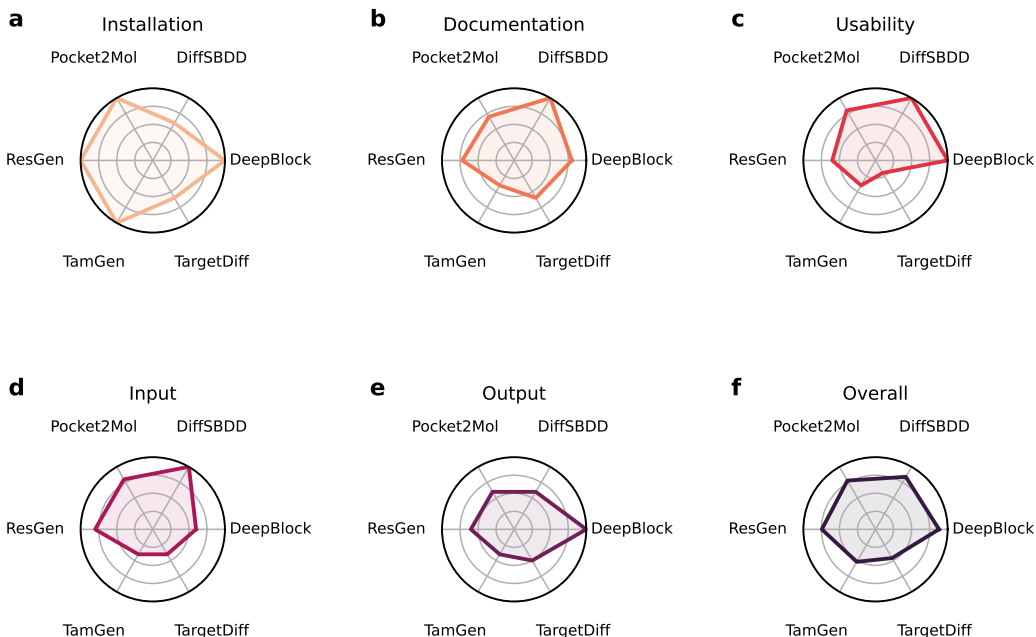 a Installation
Pocket2Mol DiffSBDD
ResGen DeepBlock
TamGen TargetDiff
b Documentation
Pocket2Mol DiffSBDD
ResGen DeepBlock
TamGen TargetDiff
c Usability
Pocket2Mol DiffSBDD
ResGen DeepBlock
TamGen TargetDiff
d Input
Pocket2Mol DiffSBDD
ResGen DeepBlock
TamGen TargetDiff
e Output
Pocket2Mol DiffSBDD
ResGen DeepBlock
TamGen TargetDiff
f Overall
Pocket2Mol DiffSBDD
ResGen DeepBlock
TamGen TargetDiff